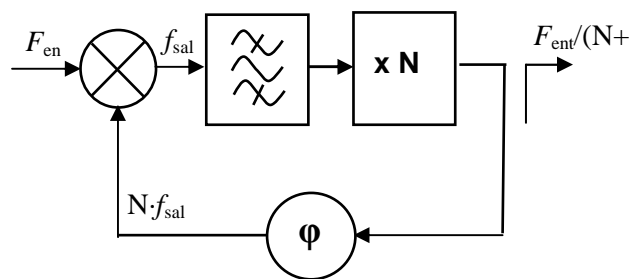 F_en
f_sal
x N
F_ent/(N+
N·f_sal
φ